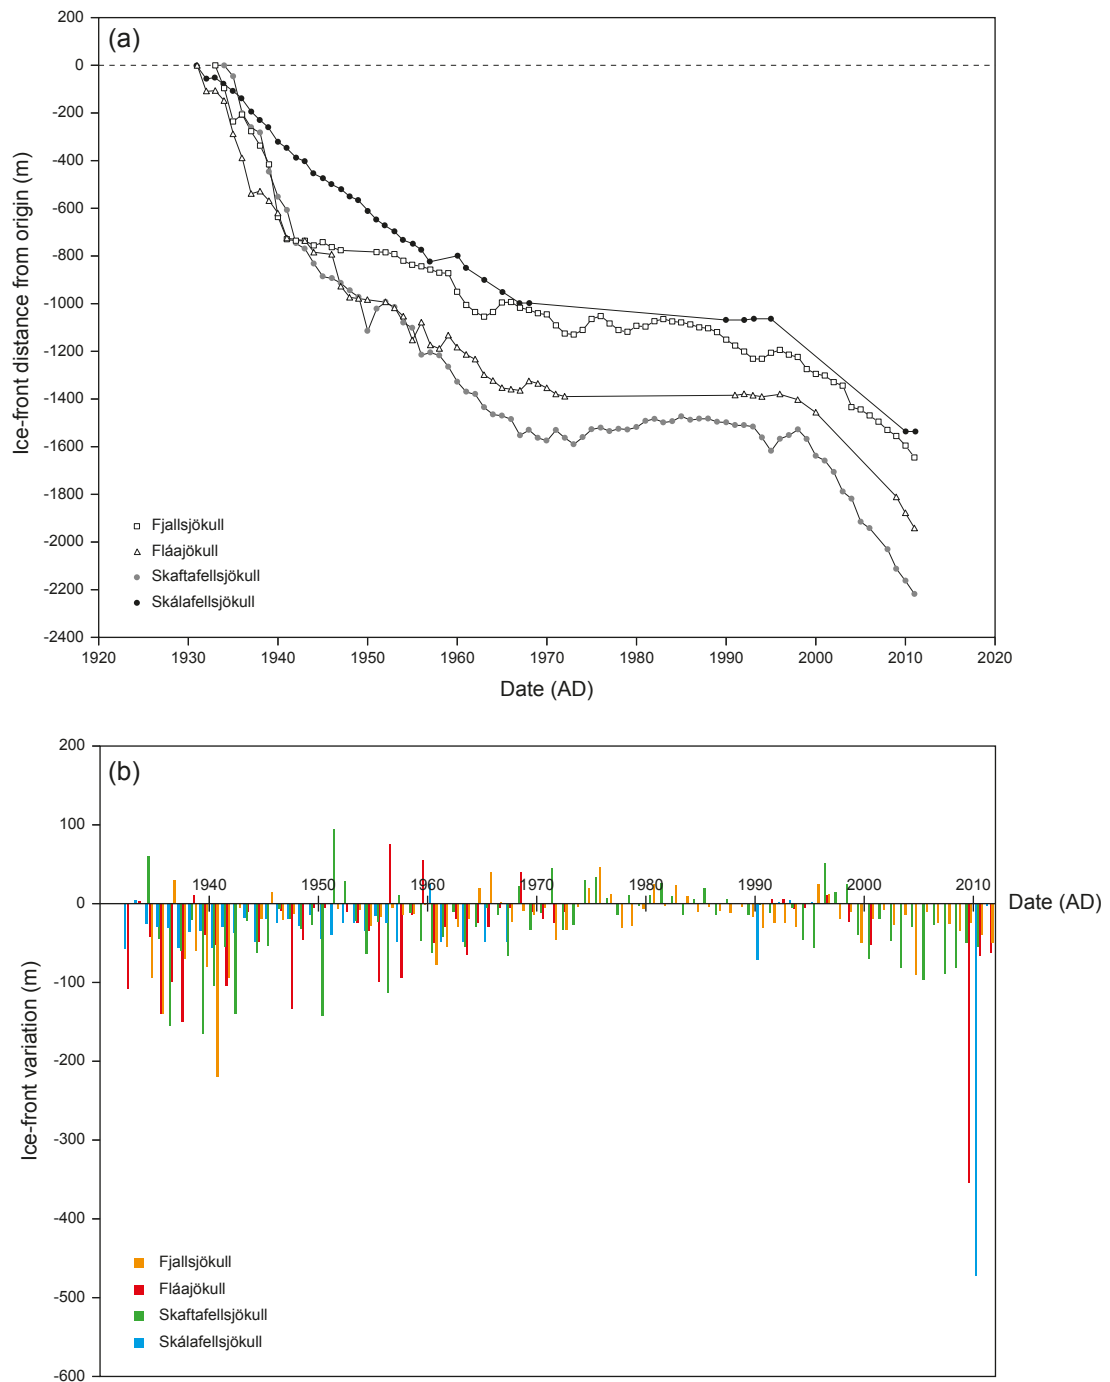 (a)
200
0
-200
-400
-600
-800
-1000
-1200
-1400
-1600
-1800
-2000
-2200
-2400
Ice-front distance from origin (m)
Fjallsjökull
Fláajökull
Skaftafellsjökull
Skálafellsjökull
1920 1930 1940 1950 1960 1970 1980 1990 2000 2010 2020
Date (AD)
(b)
200
100
0
-100
-200
-300
-400
-500
-600
Ice-front variation (m)
1940 1950 1960 1970 1980 1990 2000 2010
Date (AD)
Fjallsjökull
Fláajökull
Skaftafellsjökull
Skálafellsjökull